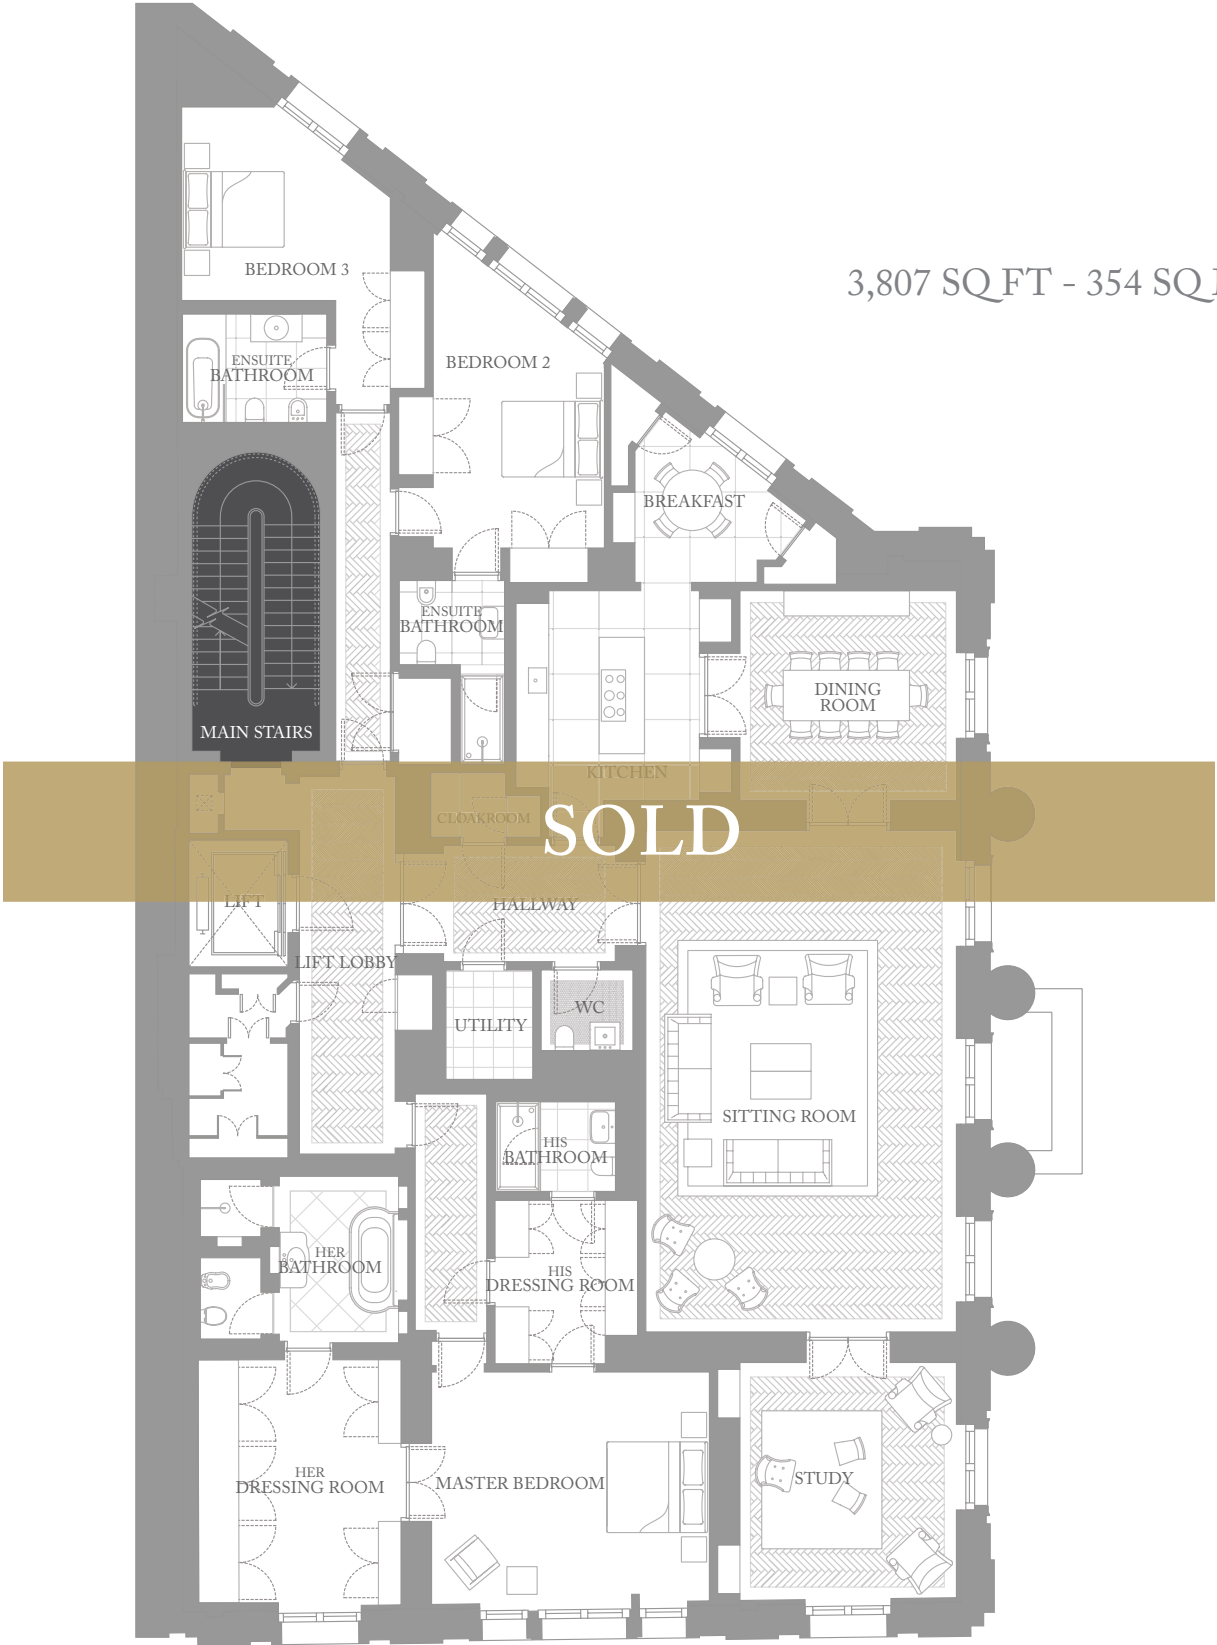 BEDROOM 3
3,807 SQ FT - 354 SQ
ENSUITE
BATHROOM
BEDROOM 2
BREAKFAST
ENSUITE
BATHROOM
DINING
ROOM
MAIN STAIRS
KITCHEN
CLOAKROOM
SOLD
LIFT
HALLWAY
LIFT LOBBY
WC
UTILITY
SITTING ROOM
HIS
BATHROOM
HER
BATHROOM
HIS
DRESSING ROOM
HER
DRESSING ROOM
MASTER BEDROOM
STUDY